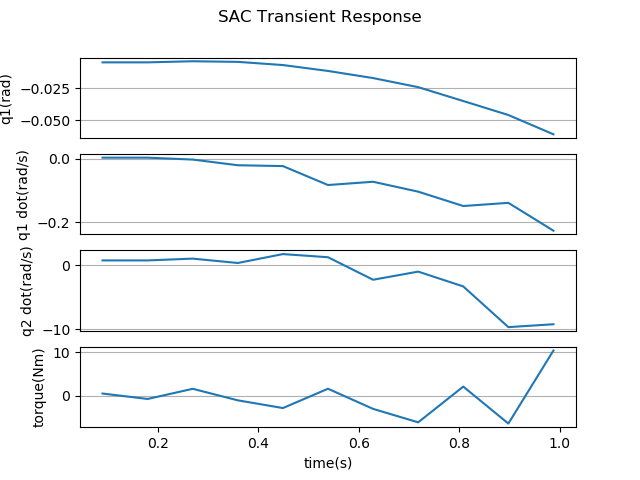 SAC Transient Response
q1(rad)
−0.025
−0.050
q1 dot(rad/s)
0.0
−0.2
q2 dot(rad/s)
0
−10
torque(Nm)
10
0
0.2 0.4 0.6 0.8 1.0
time(s)